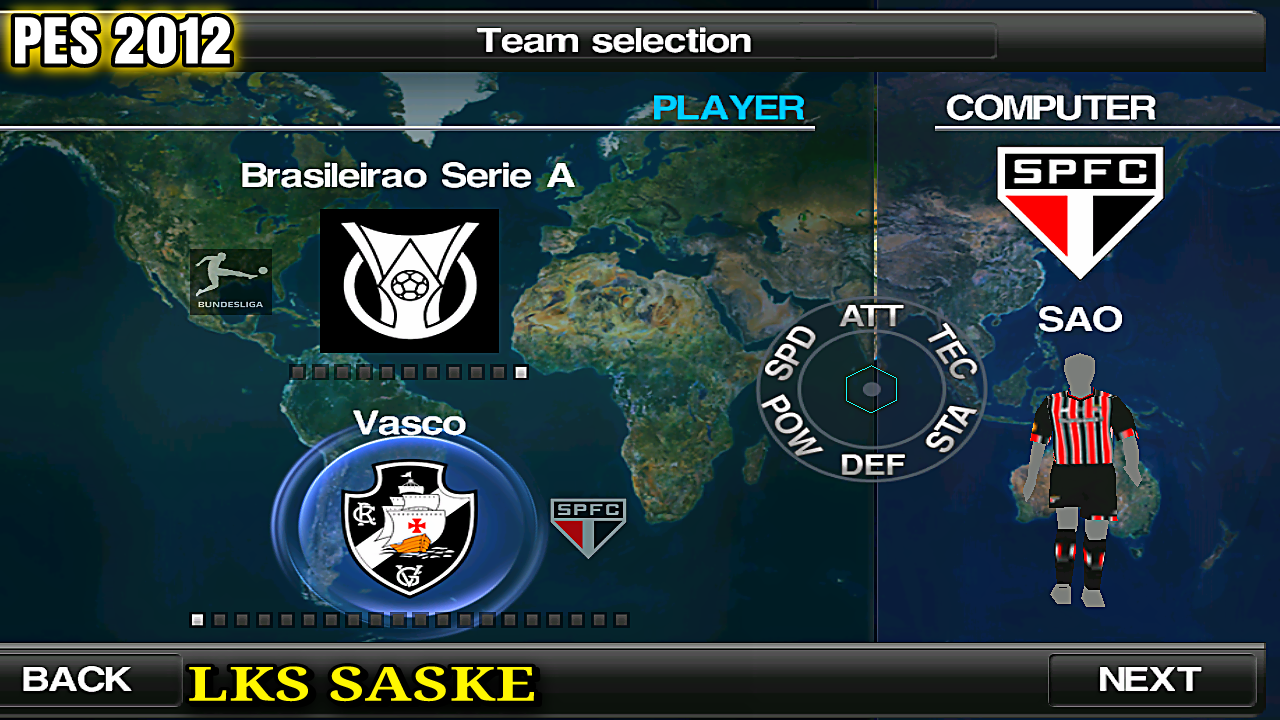 PES 2012
Team selection
PLAYER
COMPUTER
Brasileirao Serie A
SPFC
BUNDESLIGA
SAO
ATT
TEC
STA
DEF
POW
SPD
Vasco
SPFC
BACK
LKS SASKE
NEXT